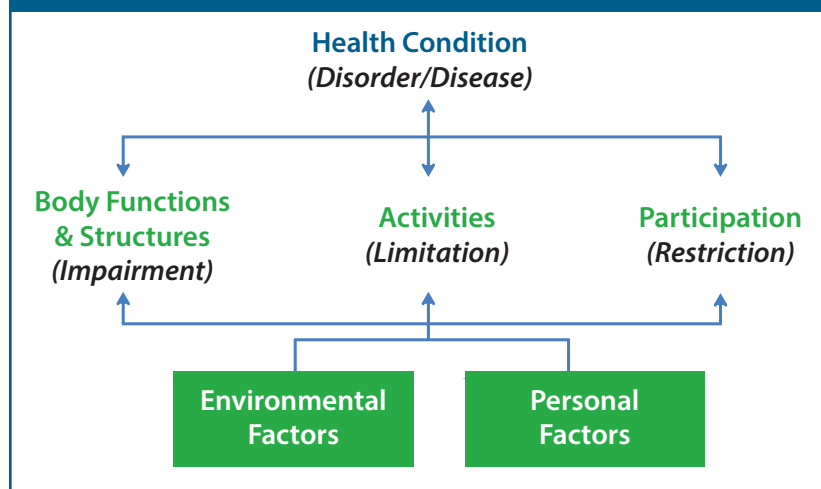 Health Condition
(Disorder/Disease)
Body Functions
& Structures
(Impairment)
Activities
(Limitation)
Participation
(Restriction)
Environmental
Factors
Personal
Factors